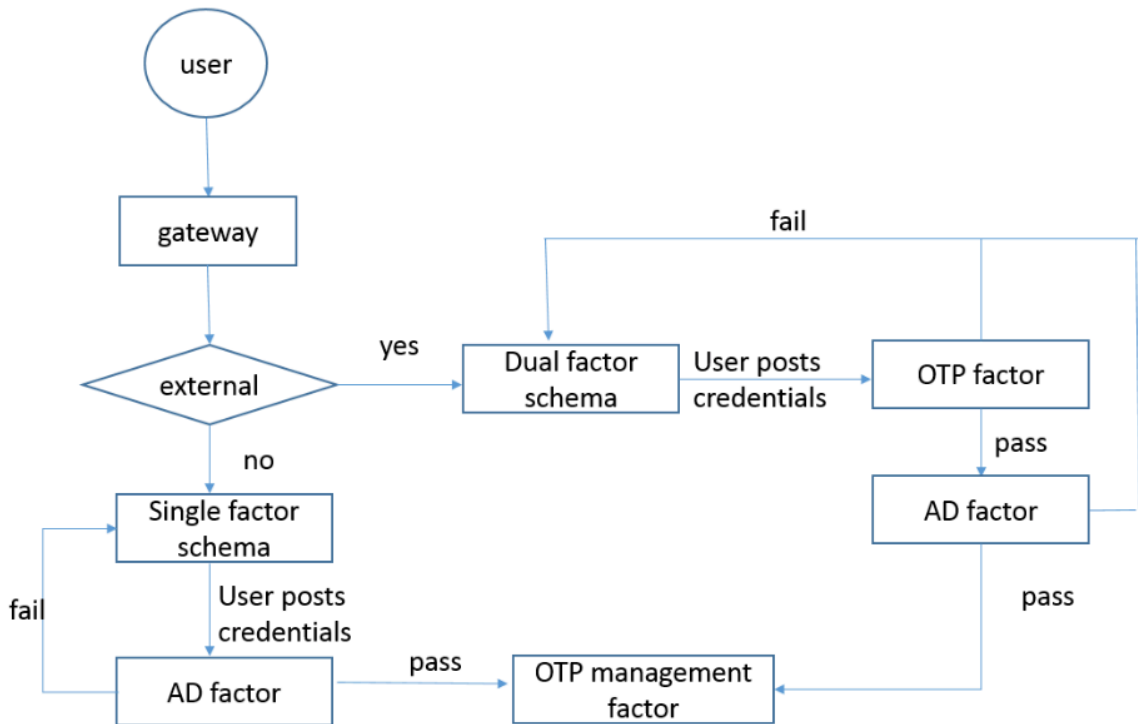 user
gateway
fail
yes
Dual factor
schema
User posts
credentials
OTP factor
external
no
pass
Single factor
schema
AD factor
fail
User posts
credentials
pass
AD factor
pass
OTP management
factor